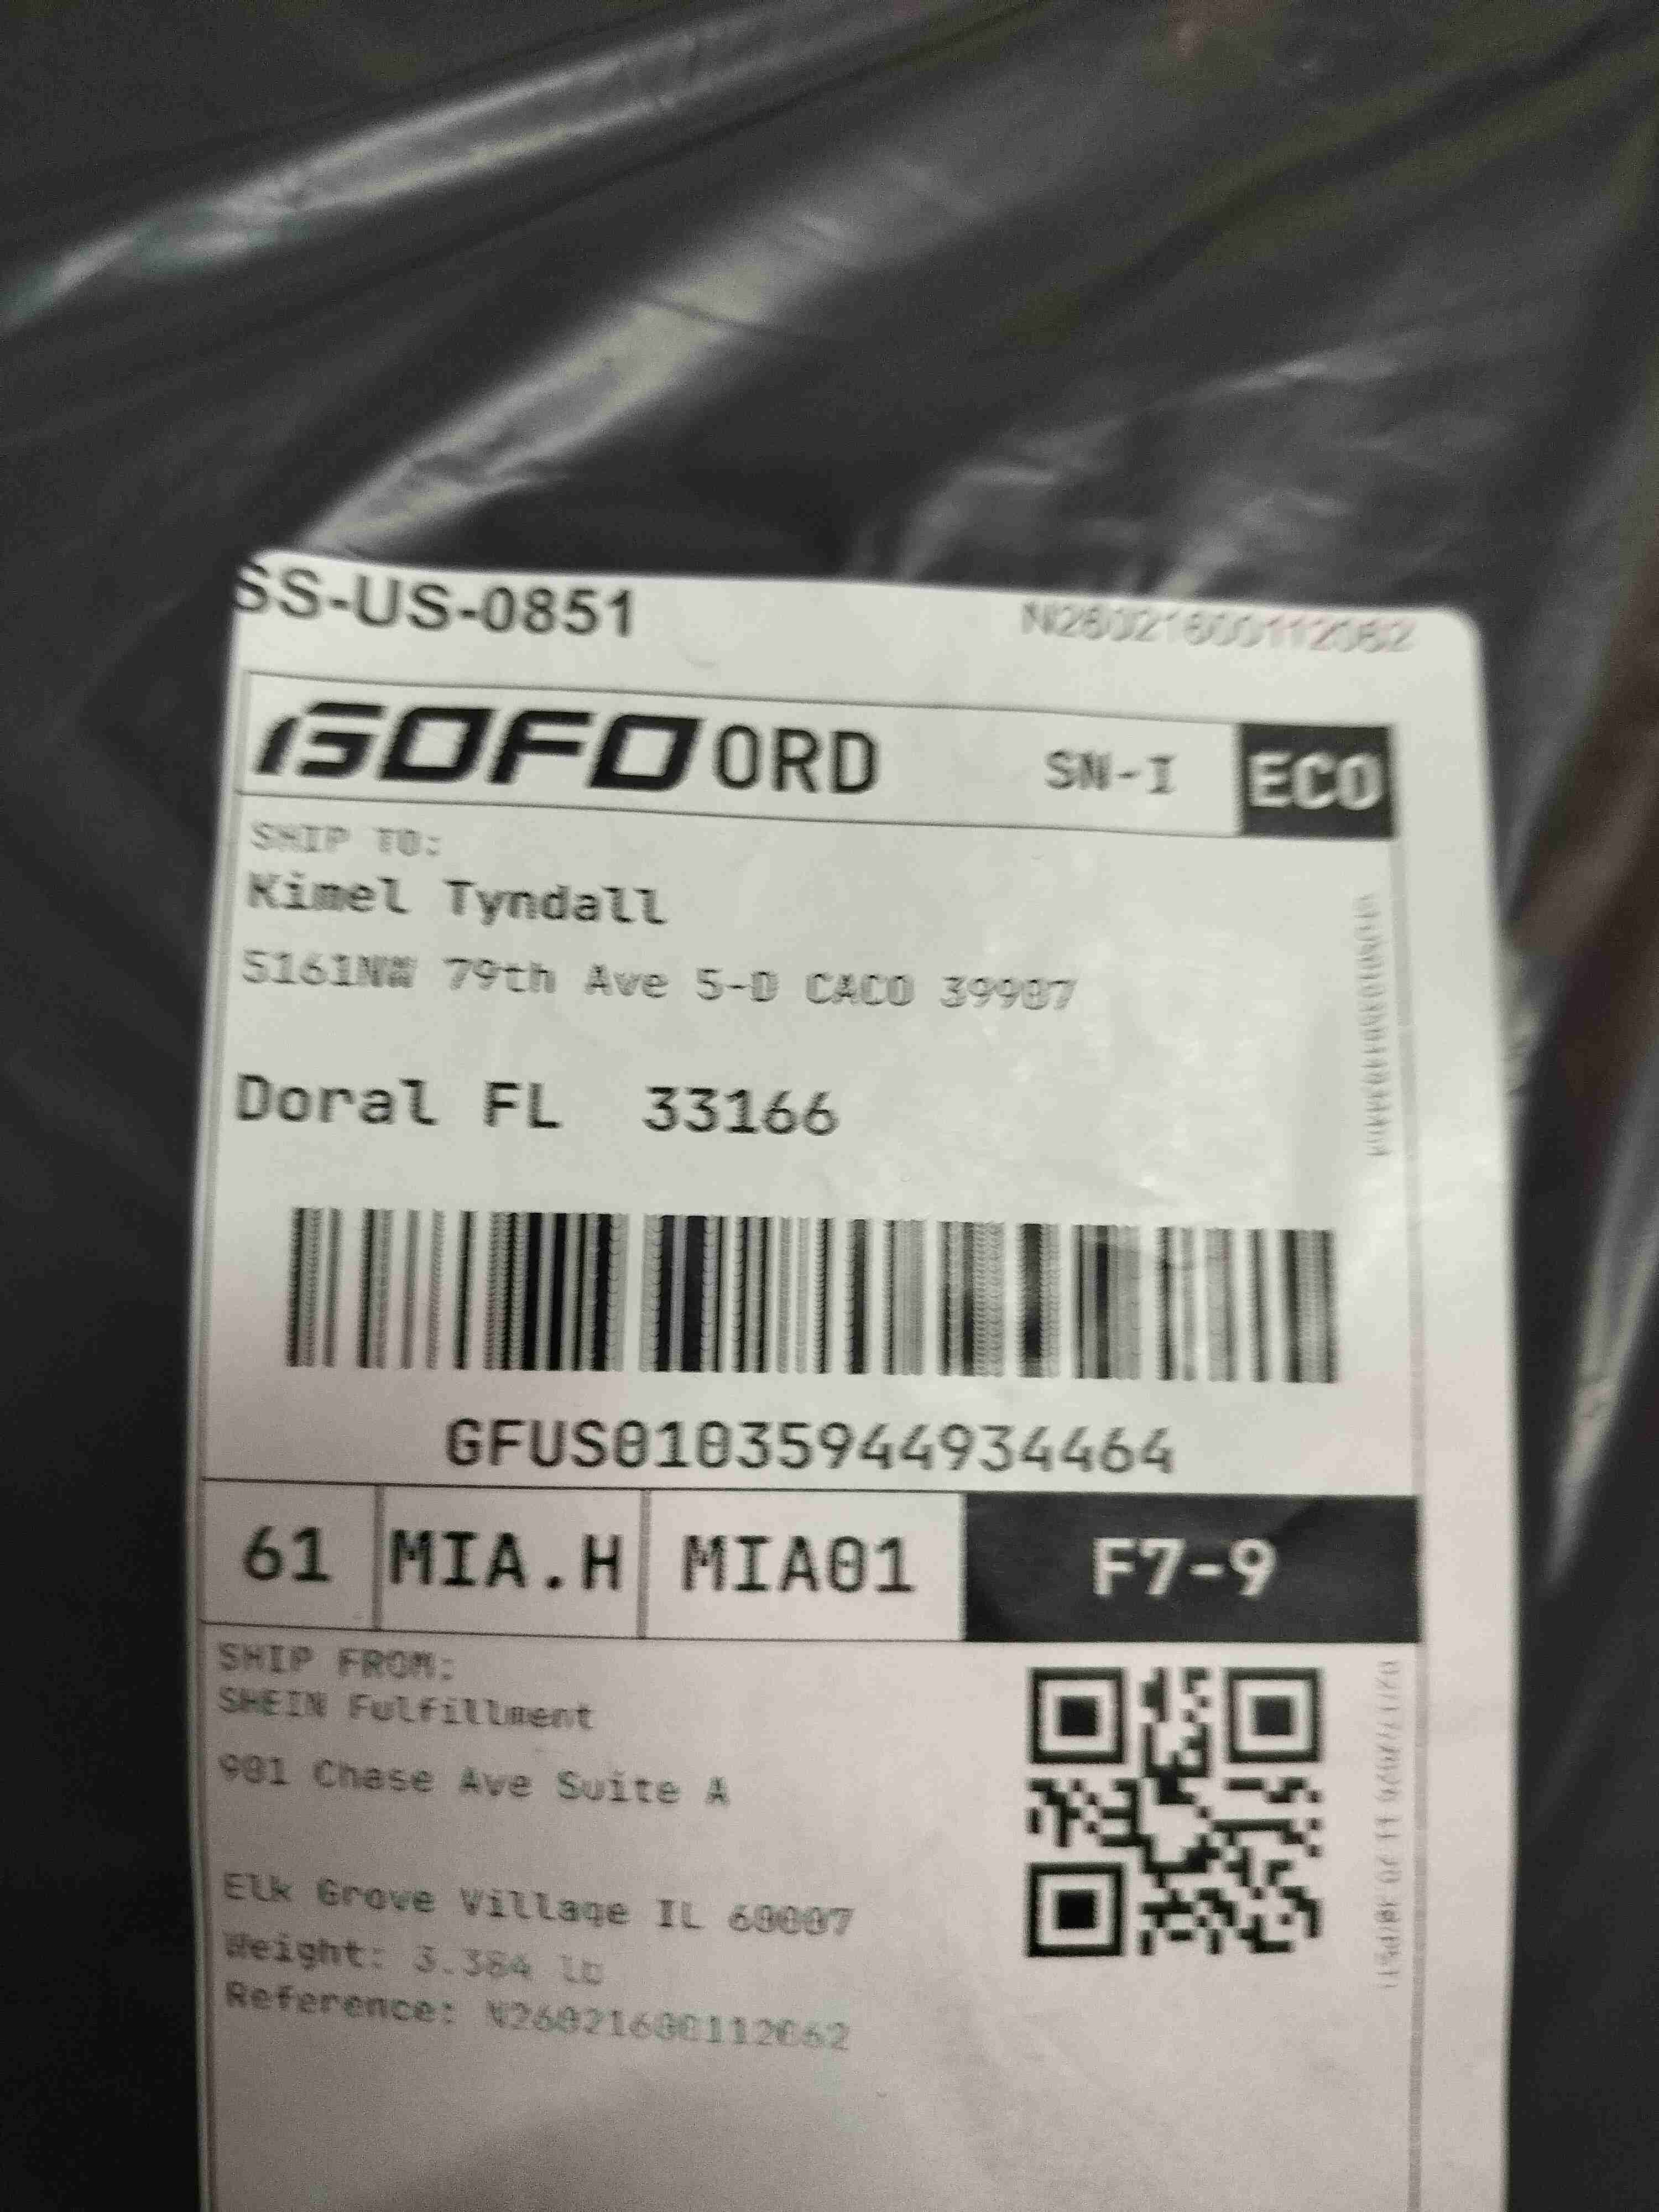 SS-US-0851
N26021600112062
GOFO ORD SN-I ECO
SHIP TO:
Kimel Tyndall
5161NW 79th Ave 5-D CACO 39907
Doral FL 33166
GFUS01035944934464
61 MIA.H MIA01 F7-9
SHIP FROM:
SHEIN Fulfillment
901 Chase Ave Suite A
Elk Grove Village IL 60007
Weight: 3.384 lb
Reference: N26021600112062